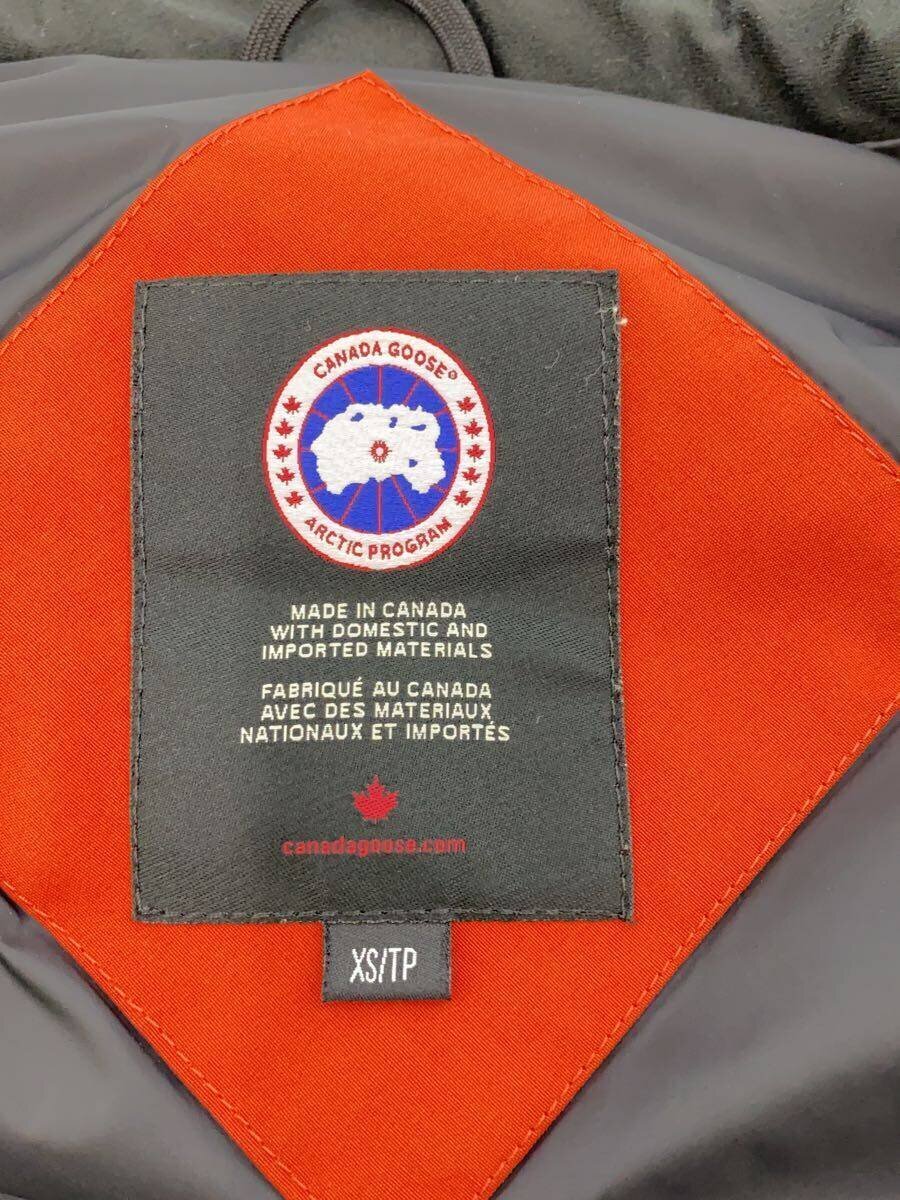 CANADA GOOSE®
ARCTIC PROGRAM
MADE IN CANADA
WITH DOMESTIC AND
IMPORTED MATERIALS
FABRIQUÉ AU CANADA
AVEC DES MATERIAUX
NATIONAUX ET IMPORTÉS
canadagoose.com
XS/TP